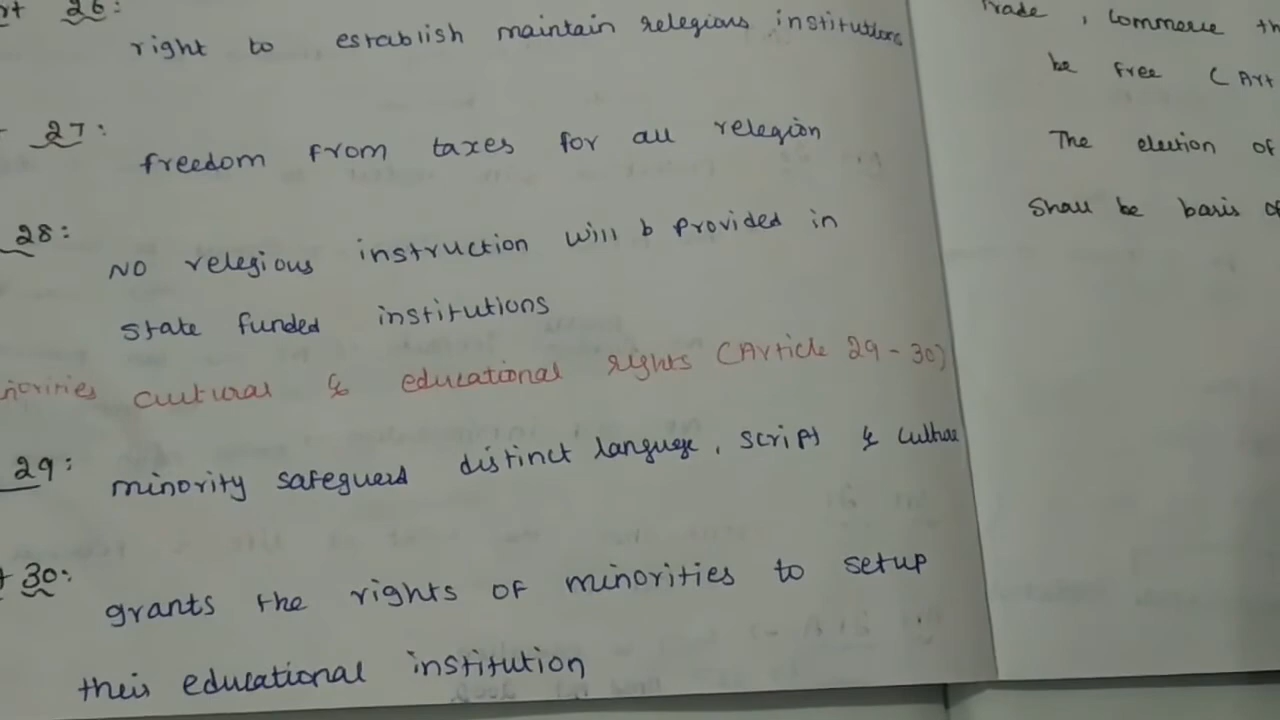 26:
right to establish maintain relegious institutions
27:
freedom from taxes for all relegion
28:
NO relegious instruction will b provided in
state funded institutions
cultural & educational rights (Article 29-30)
29:
minority safeguard distinct language, script & culture
30:
grants the rights of minorities to setup
their educational institution
Trade, Commerce
be free (Art
The election of
shall be basis of